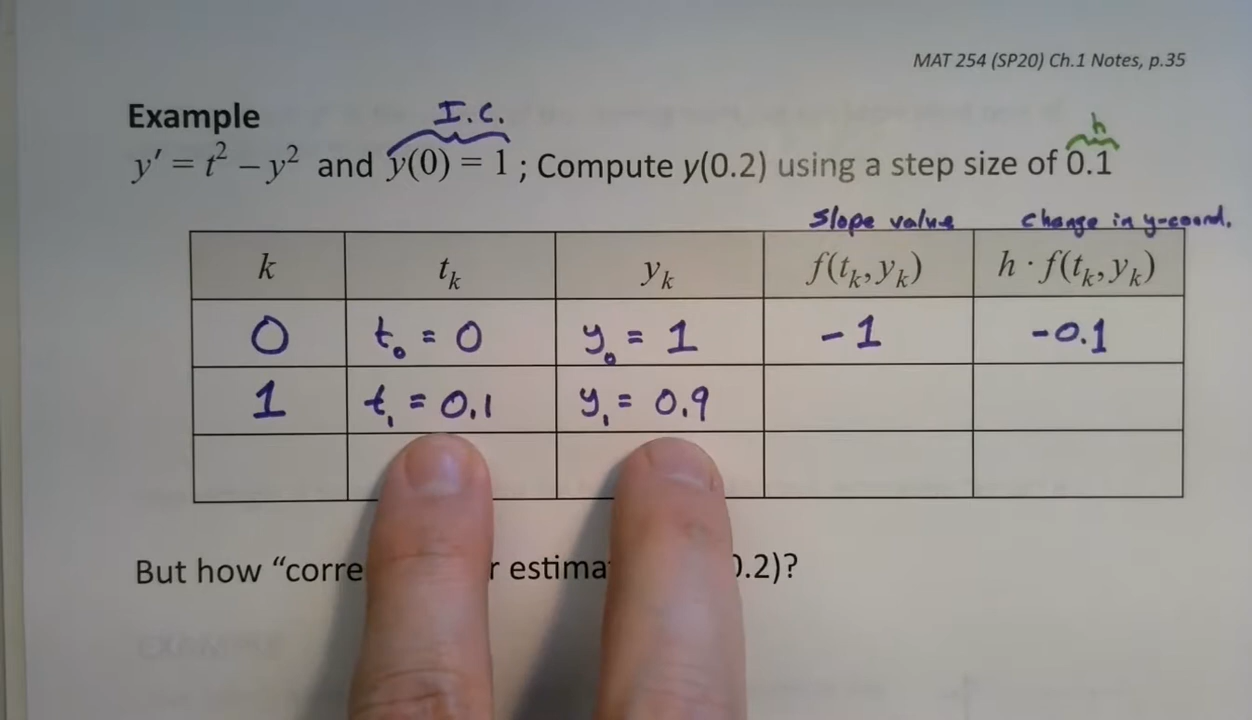 MAT 254 (SP20) Ch.1 Notes, p.35
Example
I.C.
h
y′ = t² – y² and y(0) = 1 ; Compute y(0.2) using a step size of 0.1
slope value change in y-coord.
k tₖ yₖ f(tₖ, yₖ) h · f(tₖ, yₖ)
0 t₀ = 0 y₀ = 1 -1 -0.1
1 t₁ = 0.1 y₁ = 0.9
But how “corre r estima 0.2)?